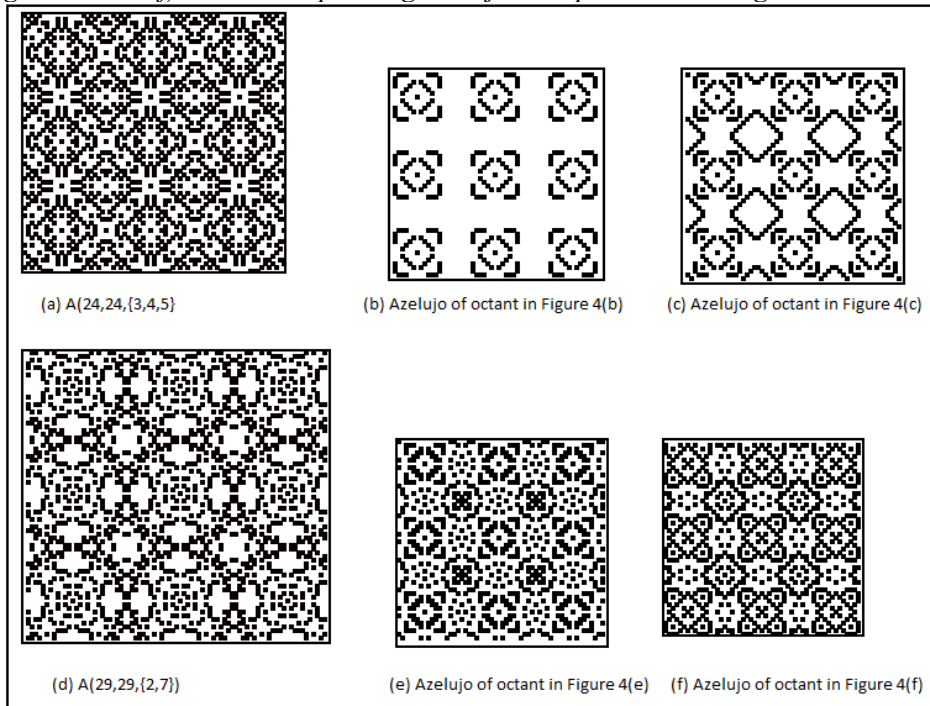 (a) A(24,24,{3,4,5}
(b) Azelujo of octant in Figure 4(b)
(c) Azelujo of octant in Figure 4(c)
(d) A(29,29,{2,7})
(e) Azelujo of octant in Figure 4(e)
(f) Azelujo of octant in Figure 4(f)